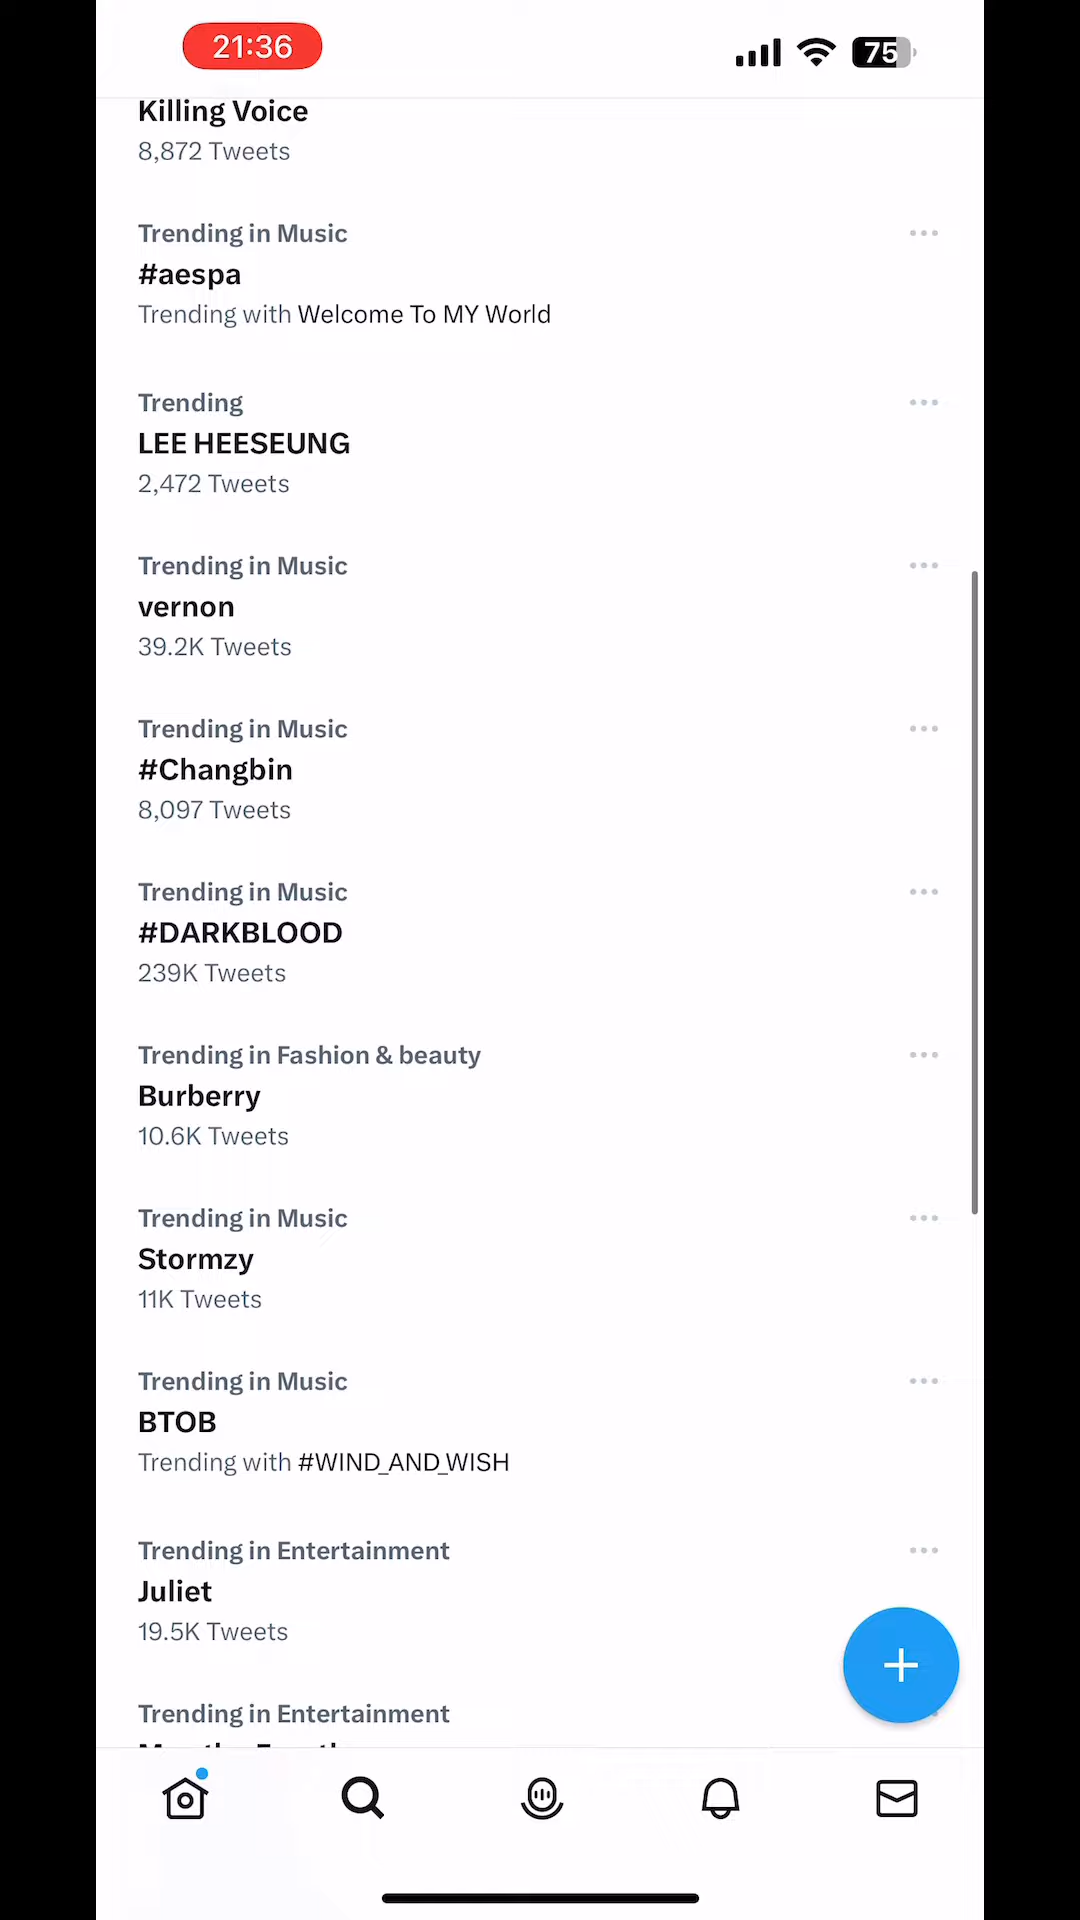 21:36
75
Killing Voice
8,872 Tweets
Trending in Music
#aespa
Trending with Welcome To MY World
Trending
LEE HEESEUNG
2,472 Tweets
Trending in Music
vernon
39.2K Tweets
Trending in Music
#Changbin
8,097 Tweets
Trending in Music
#DARKBLOOD
239K Tweets
Trending in Fashion & beauty
Burberry
10.6K Tweets
Trending in Music
Stormzy
11K Tweets
Trending in Music
BTOB
Trending with #WIND_AND_WISH
Trending in Entertainment
Juliet
19.5K Tweets
Trending in Entertainment